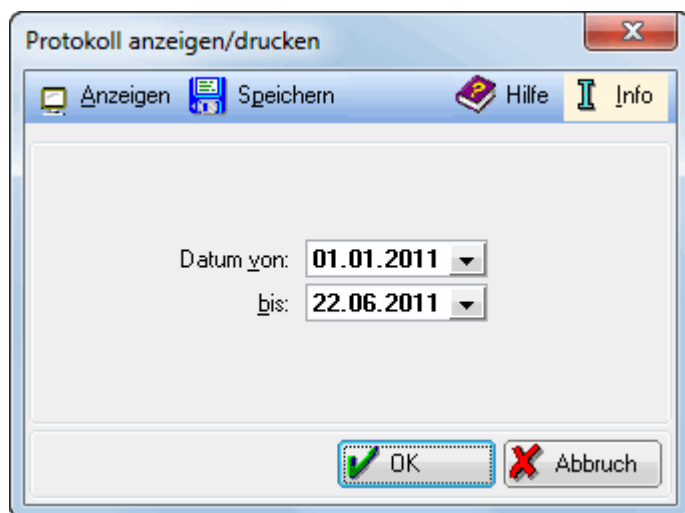 Protokoll anzeigen/drucken
Anzeigen Speichern Hilfe Info
Datum von: 01.01.2011
bis: 22.06.2011
OK Abbruch